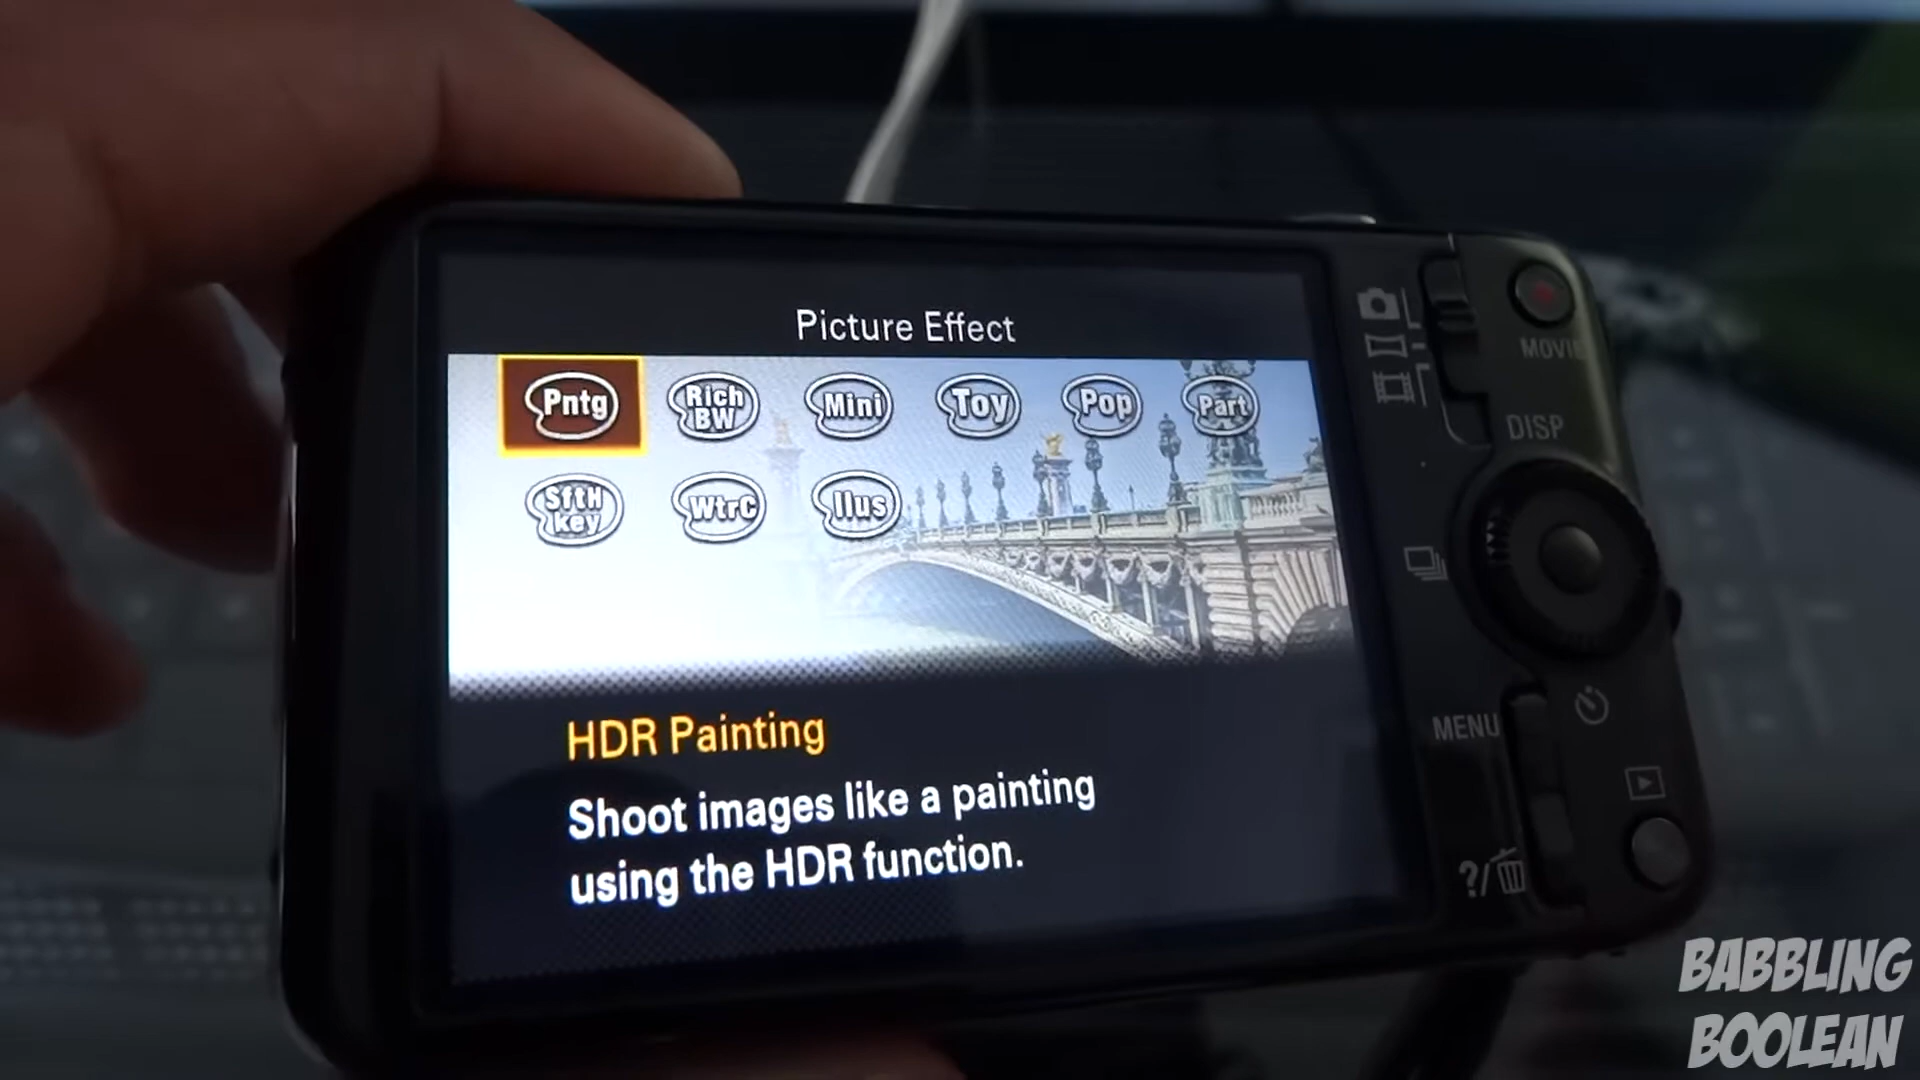 Picture Effect
Pntg
Rich
BW
Mini
Toy
Pop
Part
SftH
key
WtrC
Ilus
HDR Painting
Shoot images like a painting
using the HDR function.
MOVIE
DISP
MENU
?/
BABBLING
BOOLEAN